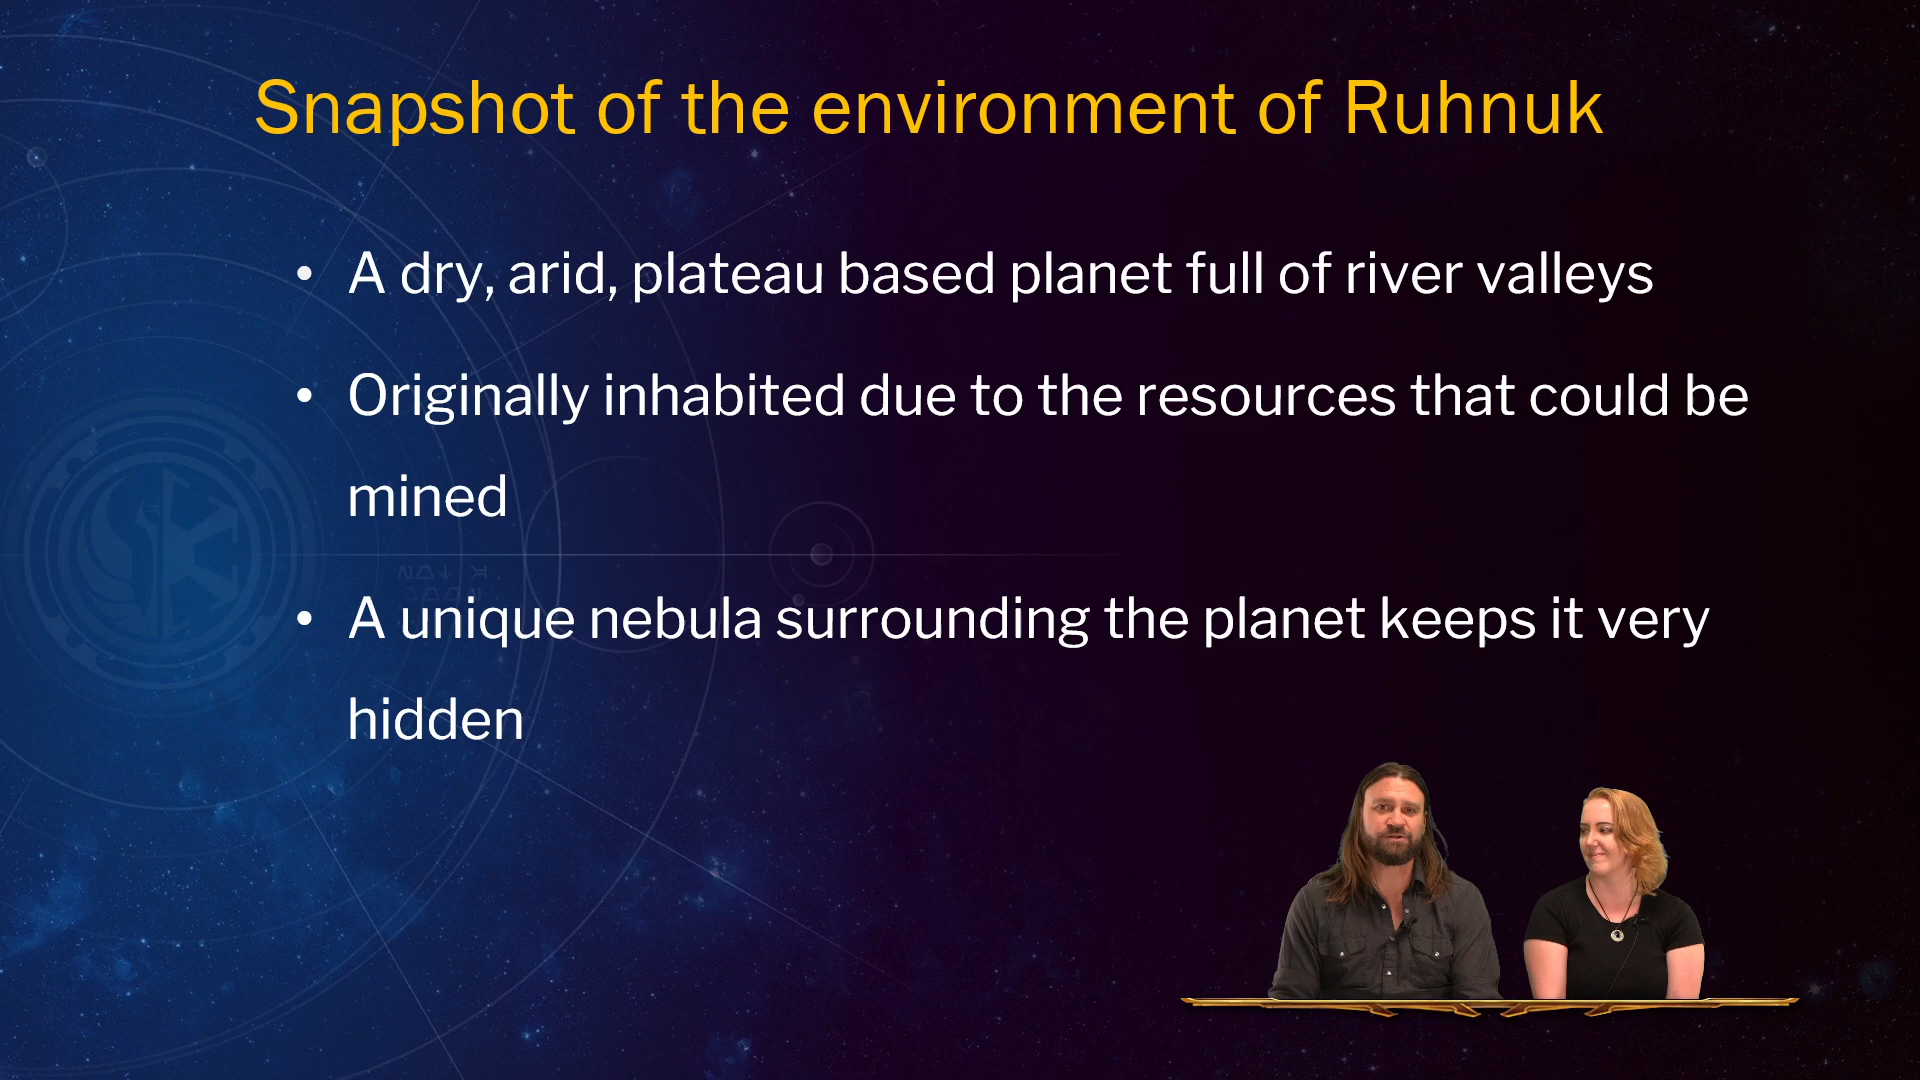 Snapshot of the environment of Ruhnuk
• A dry, arid, plateau based planet full of river valleys
• Originally inhabited due to the resources that could be
mined
• A unique nebula surrounding the planet keeps it very
hidden